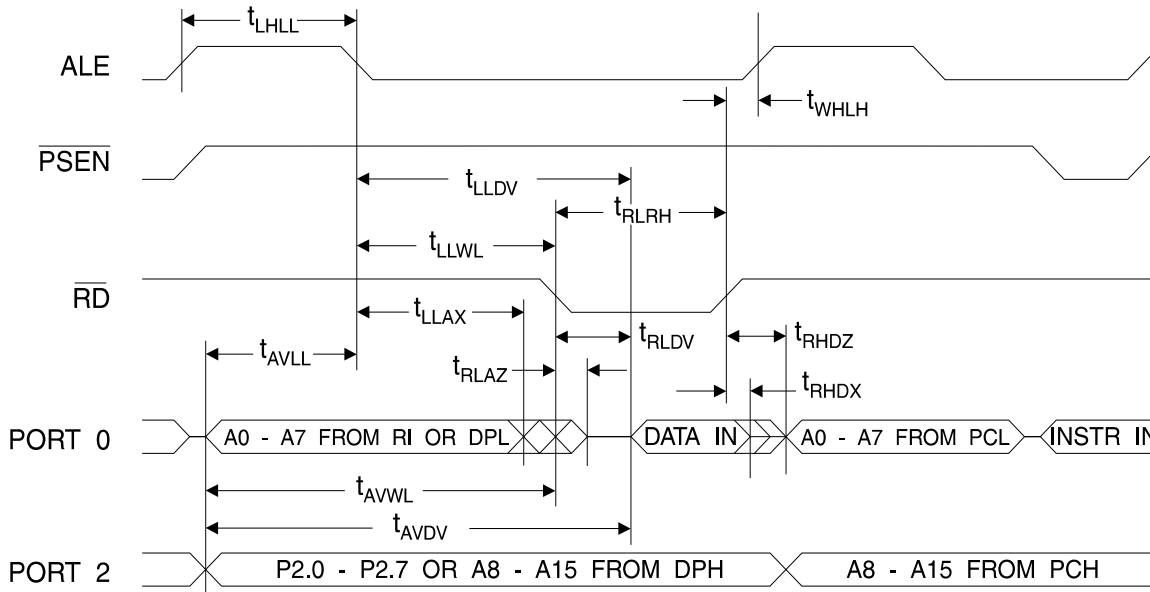 tLHLL
ALE
tWHLH
PSEN
tLLDV
tRLRH
tLLWL
RD
tLLAX
tRLDV
tRHDZ
tAVLL
tRLAZ
tRHDX
PORT 0
A0 - A7 FROM RI OR DPL
DATA IN
A0 - A7 FROM PCL
INSTR IN
tAVWL
tAVDV
PORT 2
P2.0 - P2.7 OR A8 - A15 FROM DPH
A8 - A15 FROM PCH